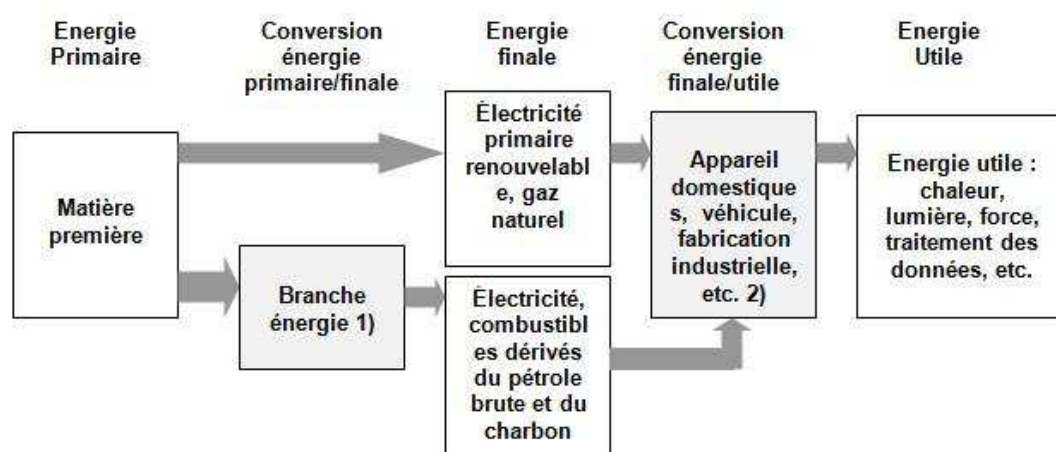 Energie
Primaire
Conversion
énergie
primaire/finale
Energie
finale
Conversion
énergie
finale/utile
Energie
Utile
Matière
première
Branche
énergie 1)
Électricité
primaire
renouvelabl
e, gaz
naturel
Électricité,
combustibl
es dérivés
du pétrole
brute et du
charbon
Appareil
domestique
s, véhicule,
fabrication
industrielle,
etc. 2)
Energie utile :
chaleur,
lumière, force,
traitement des
données, etc.